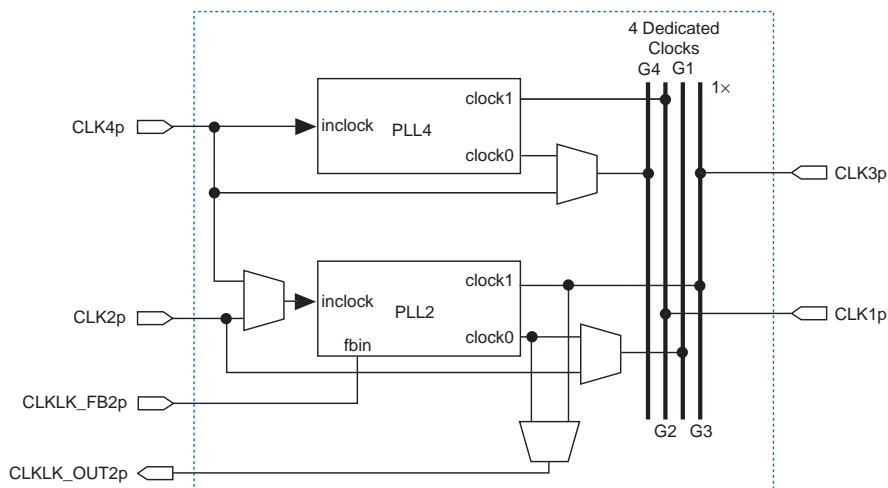 4 Dedicated
Clocks
G4 G1
1×
CLK4p
inclock
PLL4
clock1
clock0
CLK3p
CLK2p
inclock
PLL2
clock1
clock0
fbin
CLK1p
CLKLK_FB2p
G2 G3
CLKLK_OUT2p